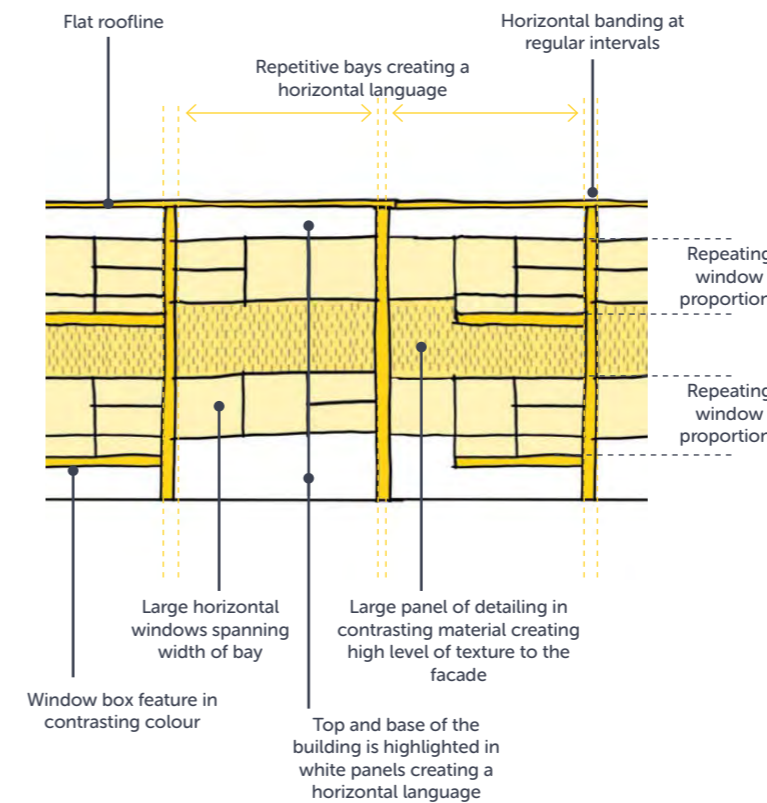 Flat roofline
Horizontal banding at
regular intervals
Repetitive bays creating a
horizontal language
Repeating
window
proportion
Repeating
window
proportion
Large horizontal
windows spanning
width of bay
Large panel of detailing in
contrasting material creating
high level of texture to the
facade
Window box feature in
contrasting colour
Top and base of the
building is highlighted in
white panels creating a
horizontal language